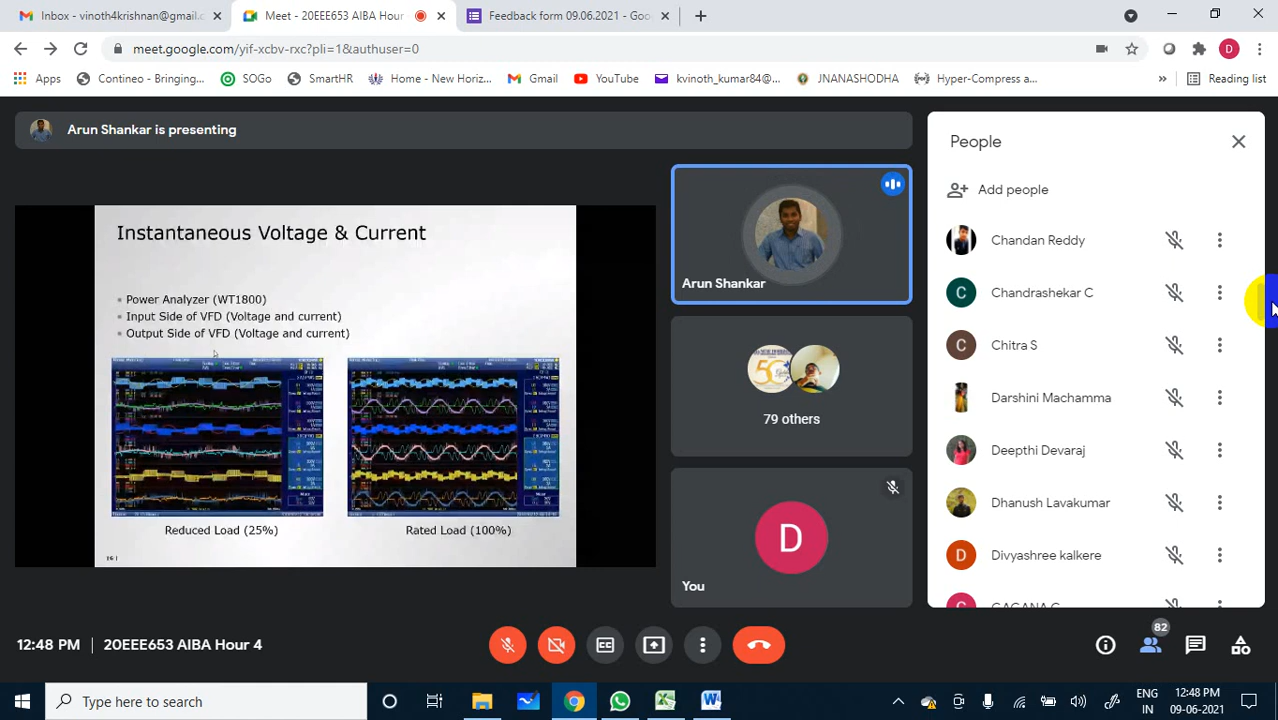 Inbox - vinoth4krishnan@gmail.c
Meet - 20EEE653 AIBA Hour
Feedback form 09.06.2021 - Goo
meet.google.com/yif-xcbv-rxc?pli=1&authuser=0
Apps
Contineo - Bringing...
SOGo
SmartHR
Home - New Horiz...
Gmail
YouTube
kvinoth_kumar84@...
JNANASHODHA
Hyper-Compress a...
»
Reading list
Arun Shankar is presenting
Instantaneous Voltage & Current
Power Analyzer (WT1800)
Input Side of VFD (Voltage and current)
Output Side of VFD (Voltage and current)
Reduced Load (25%)
Rated Load (100%)
16 |
Arun Shankar
50
79 others
D
You
People
Add people
Chandan Reddy
C Chandrashekar C
C Chitra S
Darshini Machamma
Deepthi Devaraj
Dhanush Lavakumar
D Divyashree kalkere
GAGANA C
12:48 PM | 20EEE653 AIBA Hour 4
82
Type here to search
ENG
IN
12:48 PM
09-06-2021